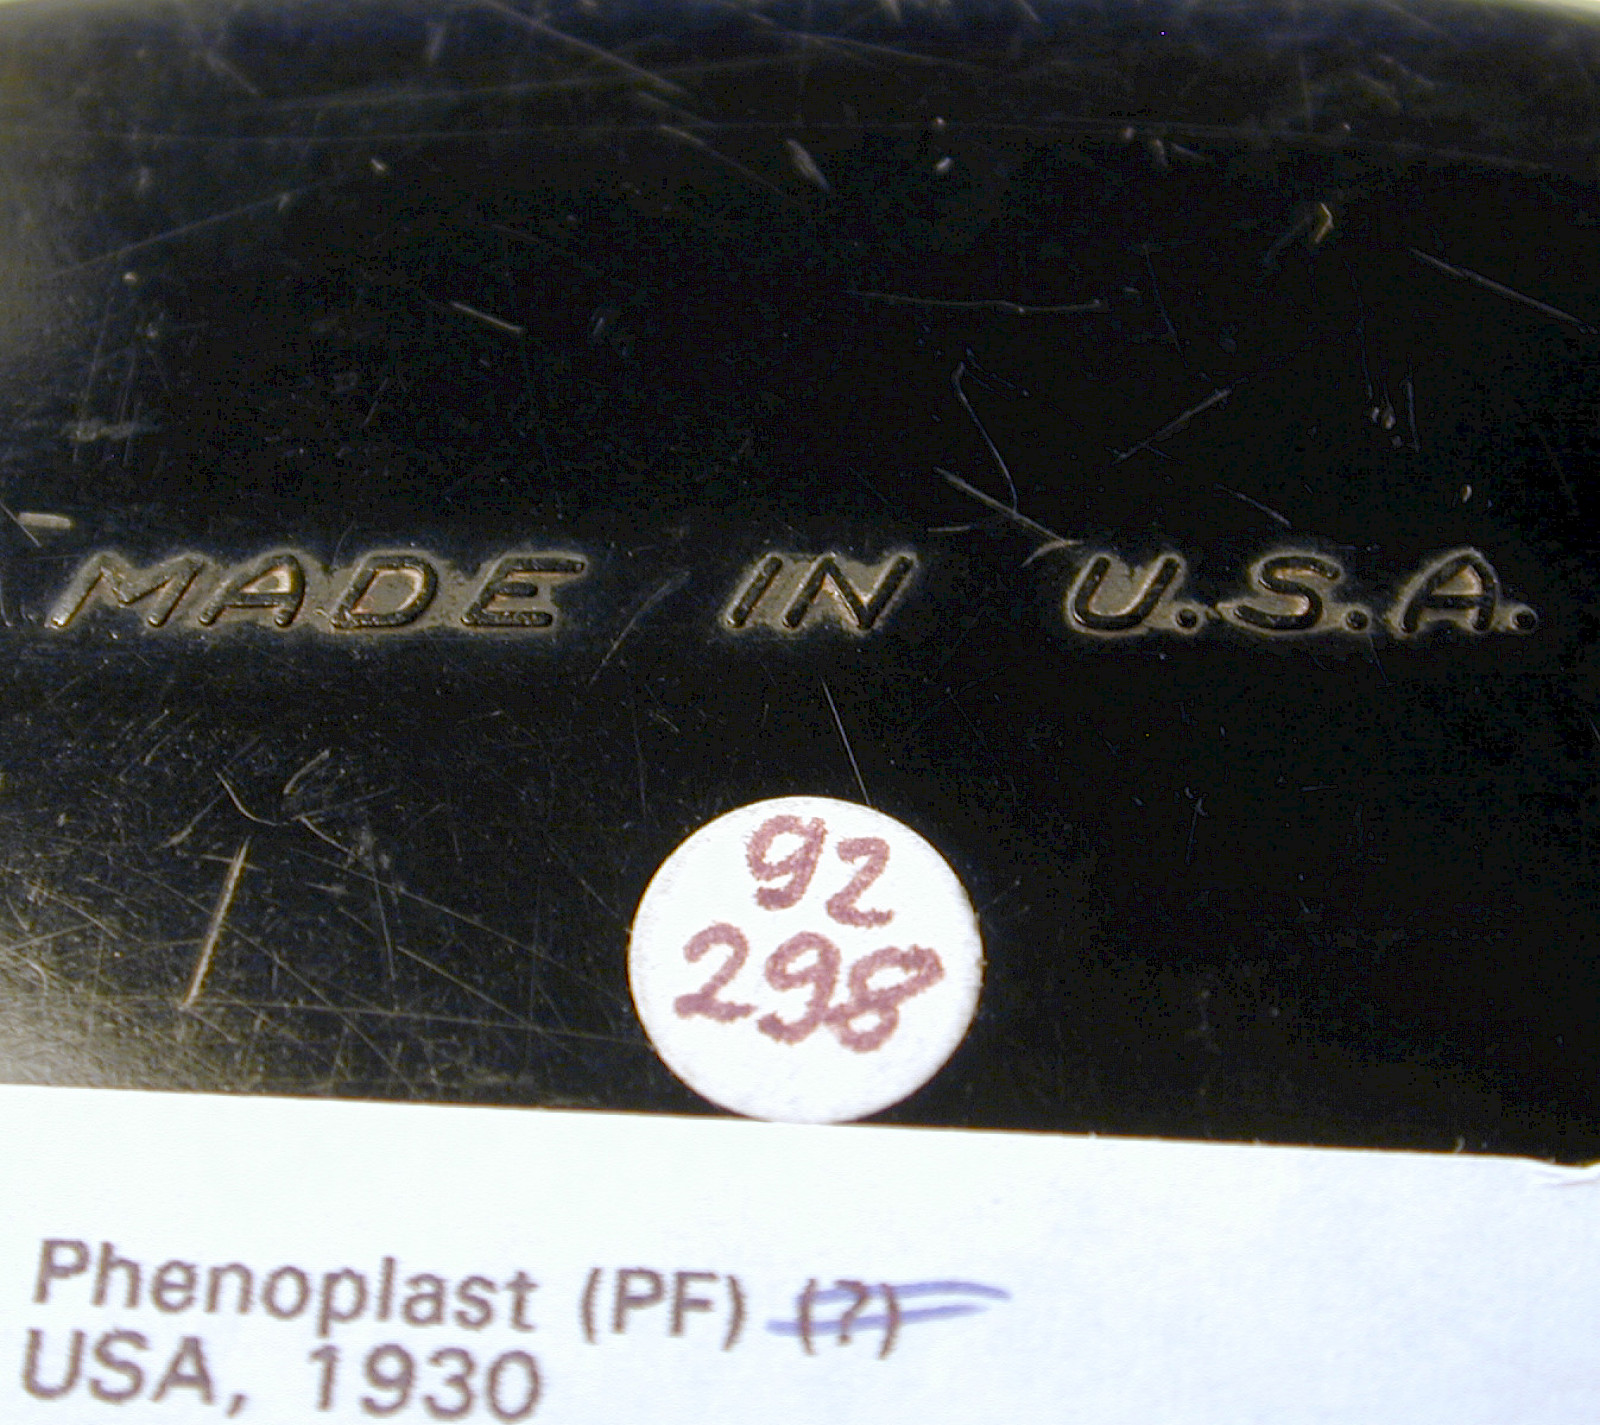 MADE IN U.S.A.
92
298
Phenoplast (PF) (?)
USA, 1930